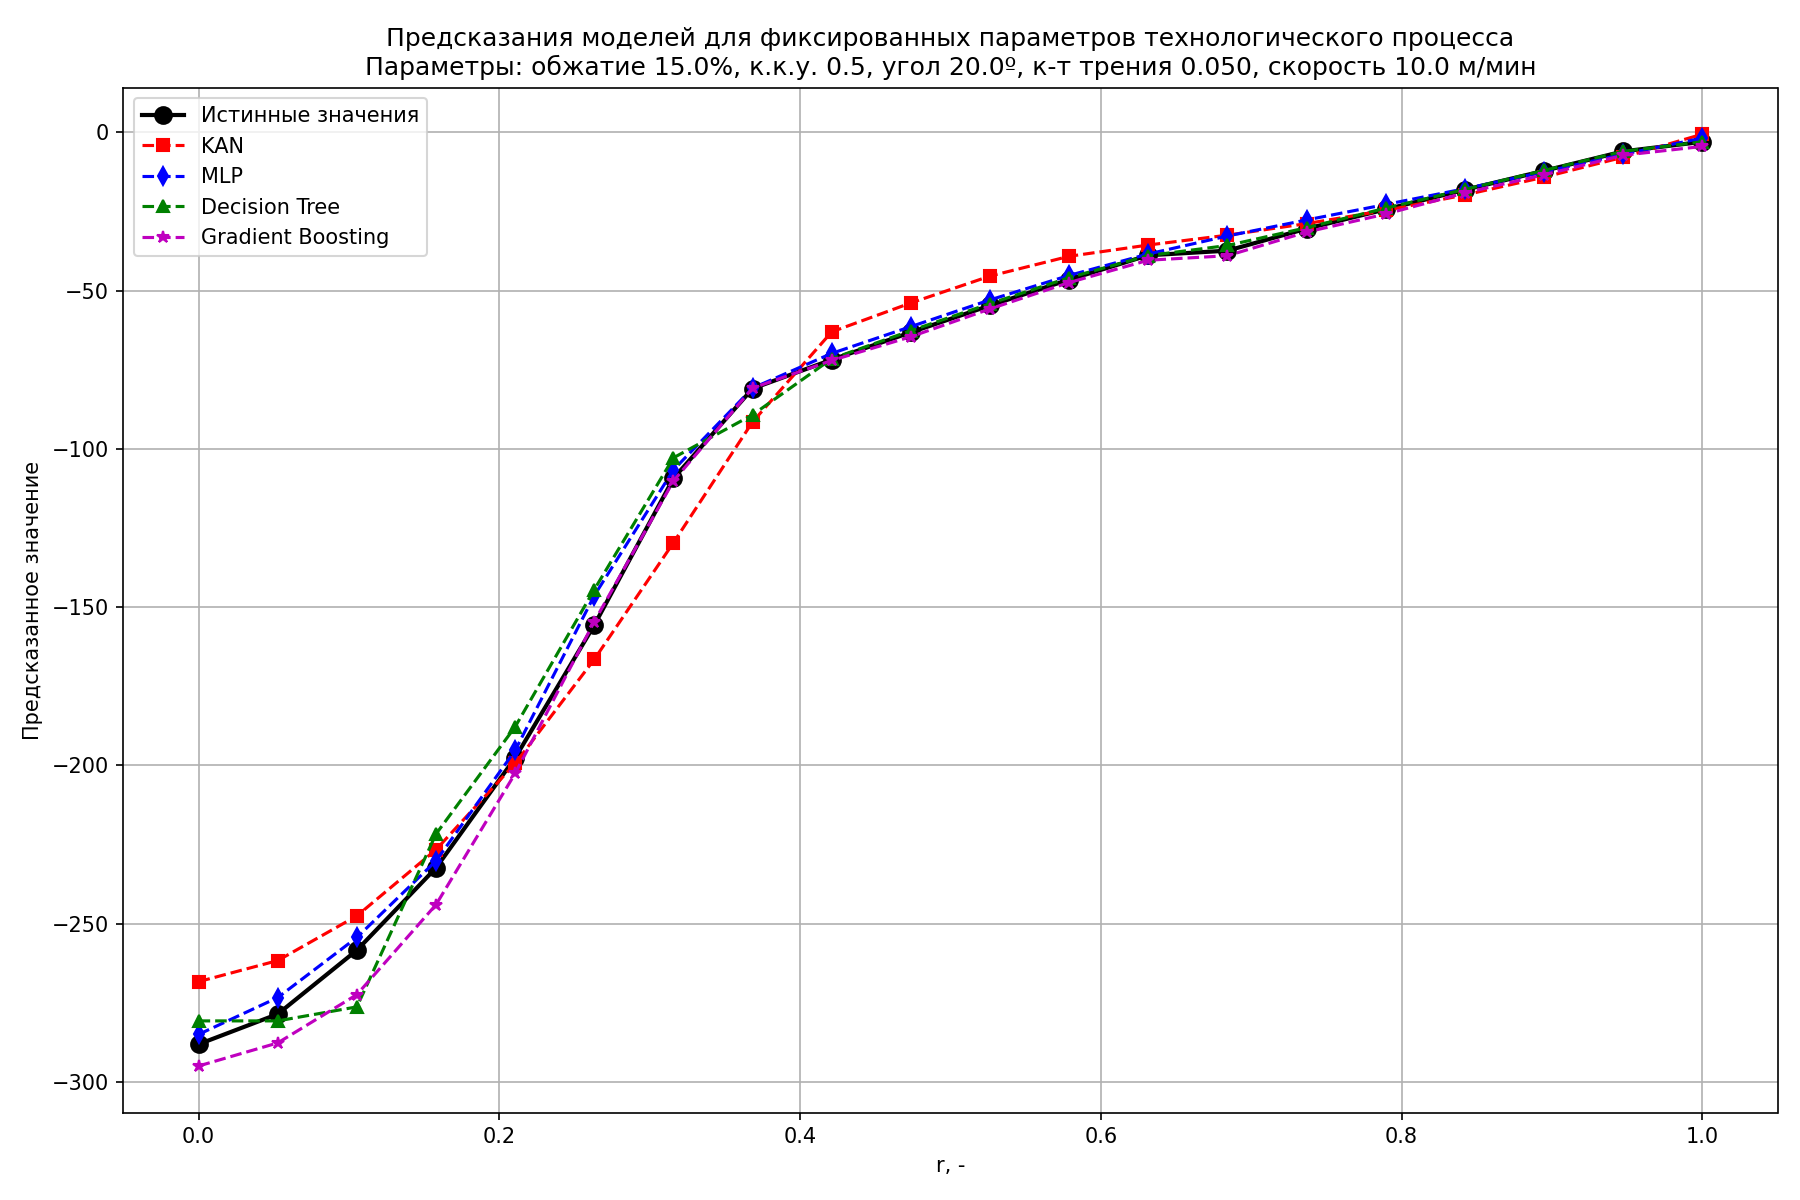 Предсказания моделей для фиксированных параметров технологического процесса
Параметры: обжатие 15.0%, к.к.у. 0.5, угол 20.0º, к-т трения 0.050, скорость 10.0 м/мин
Истинные значения
KAN
MLP
Decision Tree
Gradient Boosting
Предсказанное значение
0
−50
−100
−150
−200
−250
−300
0.0 0.2 0.4 0.6 0.8 1.0
r, -